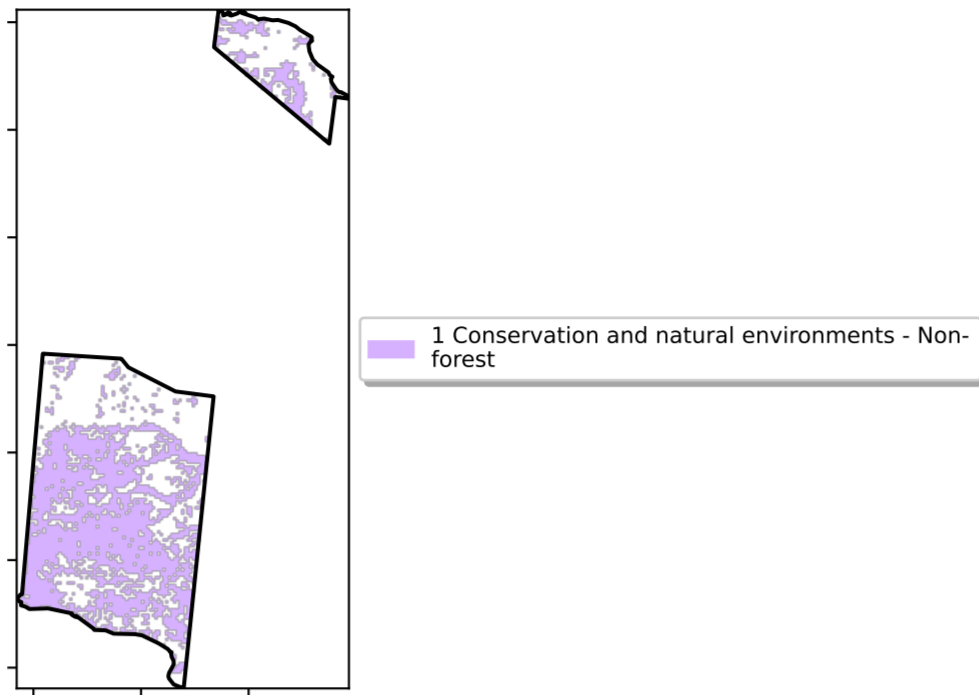 1 Conservation and natural environments - Non-
forest